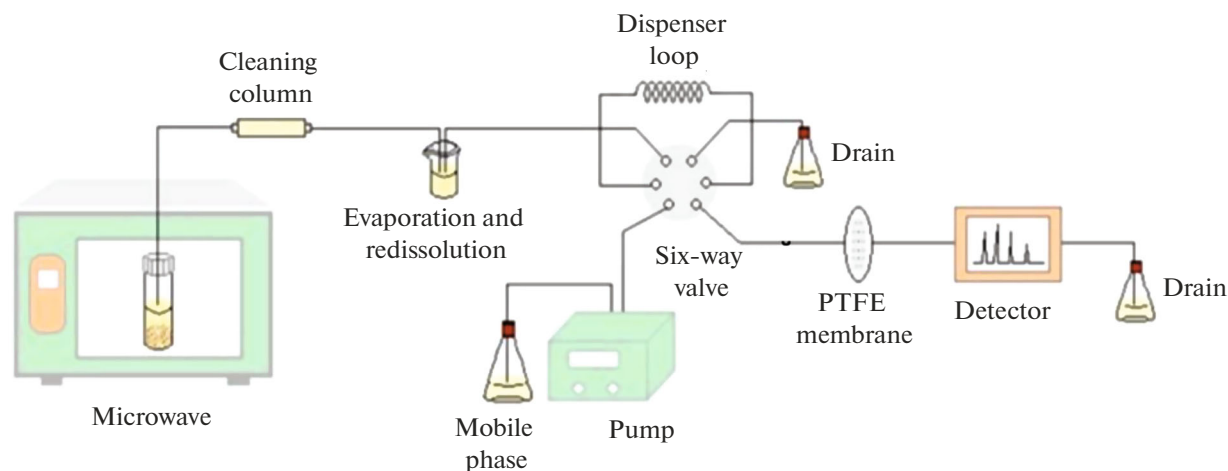 Dispenser
loop
Cleaning
column
Drain
Evaporation and
redissolution
Six-way
valve
PTFE
membrane
Detector
Drain
Microwave
Mobile
phase
Pump